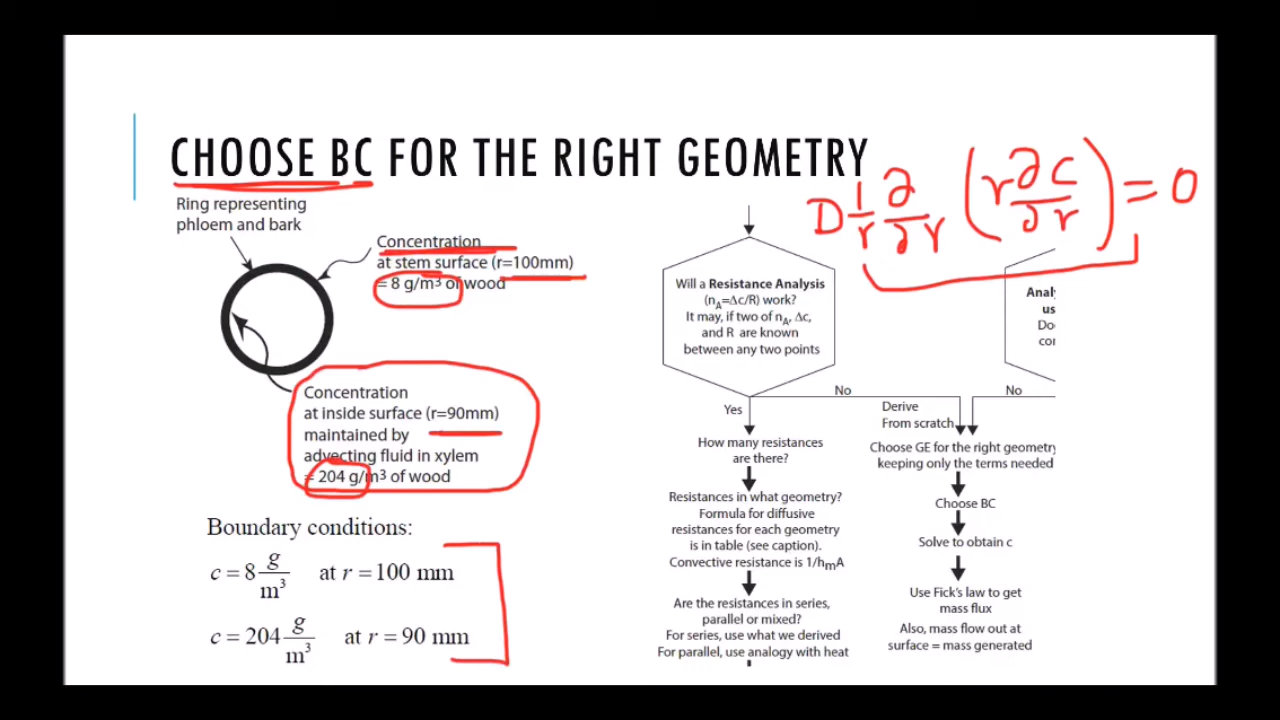 CHOOSE BC FOR THE RIGHT GEOMETRY
D 1/r ∂/∂r (r ∂c/∂r) = 0
Ring representing
phloem and bark
Concentration
at stem surface (r=100mm)
= 8 g/m³ of wood
Concentration
at inside surface (r=90mm)
maintained by
advecting fluid in xylem
= 204 g/m³ of wood
Boundary conditions:
c = 8 g/m³ at r = 100 mm
c = 204 g/m³ at r = 90 mm
Will a Resistance Analysis
(nA=Δc/R) work?
It may, if two of nA, Δc,
and R are known
between any two points
Yes
No
How many resistances
are there?
Resistances in what geometry?
Formula for diffusive
resistances for each geometry
is in table (see caption).
Convective resistance is 1/hmA
Are the resistances in series,
parallel or mixed?
For series, use what we derived
For parallel, use analogy with heat
Anal
us
Do
con
No
Derive
From scratch
Choose GE for the right geometry
keeping only the terms needed
Choose BC
Solve to obtain c
Use Fick's law to get
mass flux
Also, mass flow out at
surface = mass generated